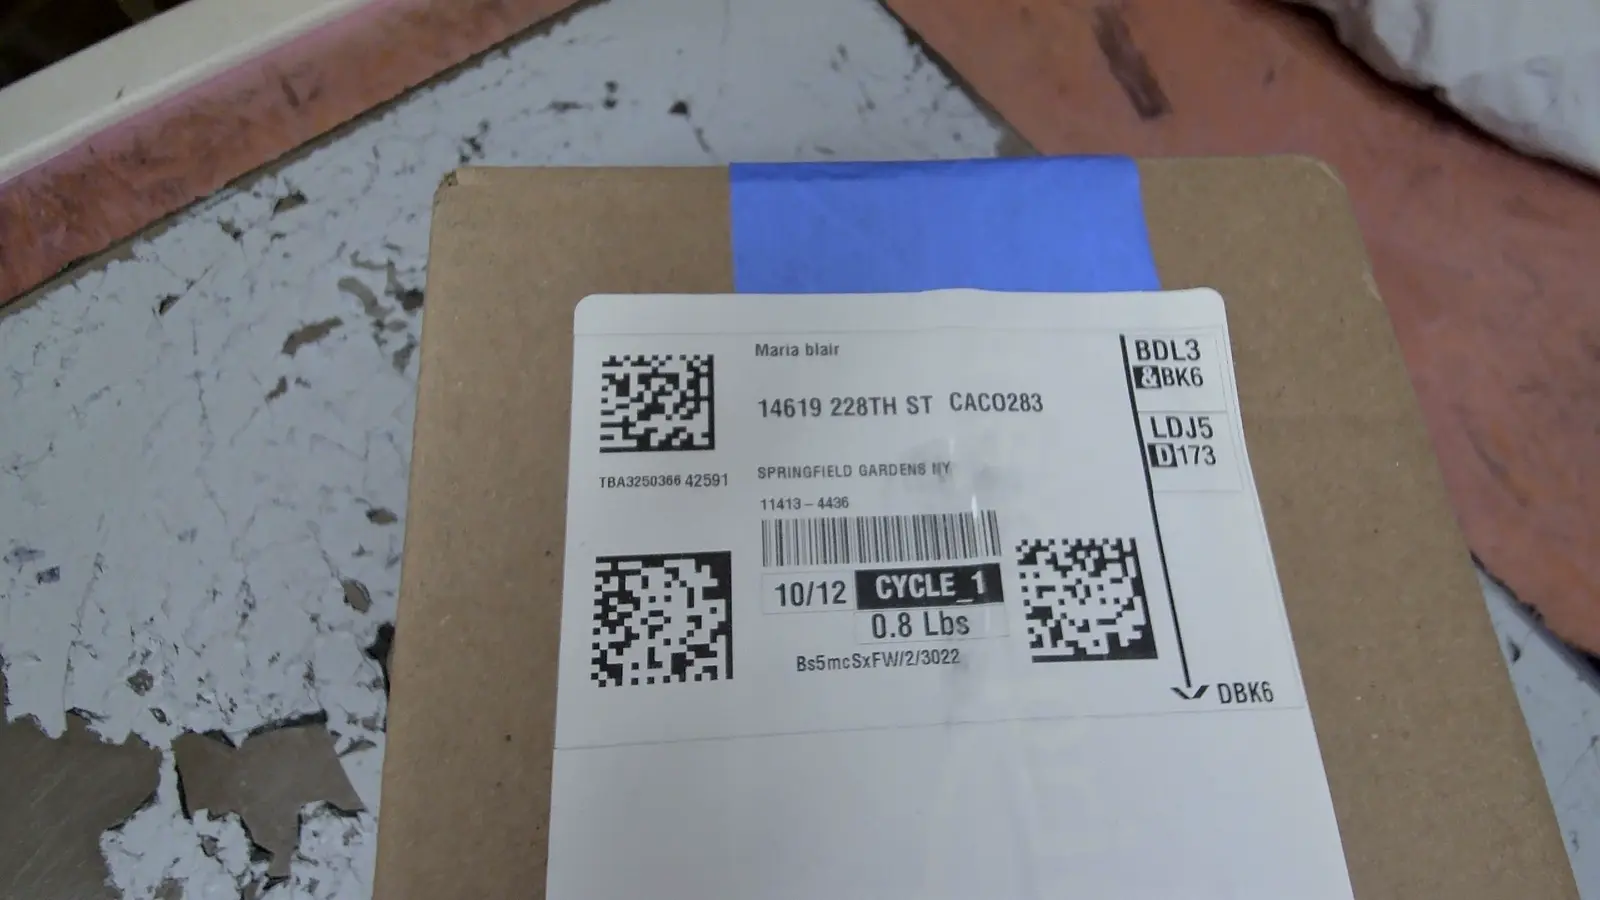 Maria blair
14619 228TH ST CACO283
TBA3250366 42591
SPRINGFIELD GARDENS NY
11413-4436
10/12 CYCLE_1
0.8 Lbs
Bs5mcSxFW/2/3022
BDL3
&BK6
LDJ5
D173
DBK6